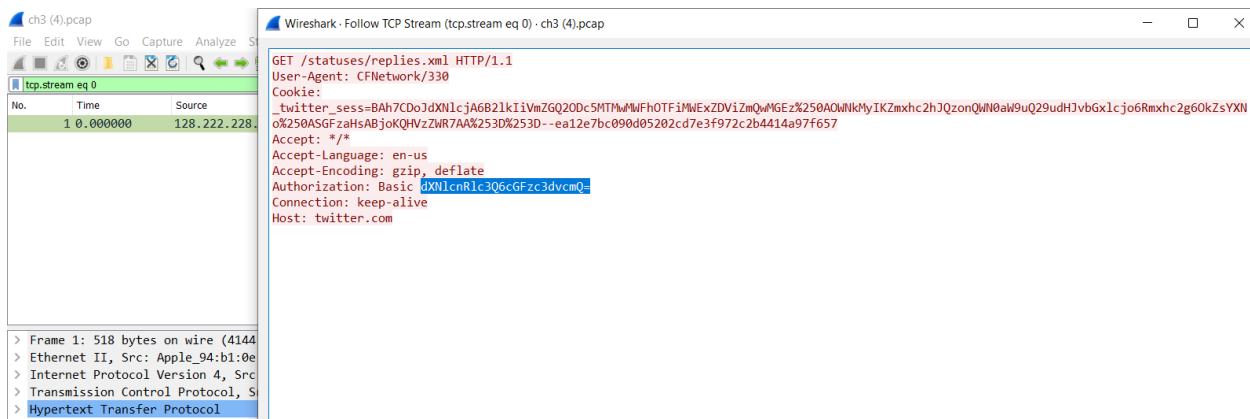 ch3 (4).pcap
File Edit View Go Capture Analyze
tcp.stream eq 0
No. Time Source
1 0.000000 128.222.228.
Frame 1: 518 bytes on wire (4144
Ethernet II, Src: Apple_94:b1:0e
Internet Protocol Version 4, Src
Transmission Control Protocol,
Hypertext Transfer Protocol
Wireshark · Follow TCP Stream (tcp.stream eq 0) · ch3 (4).pcap
GET /statuses/replies.xml HTTP/1.1
User-Agent: CFNetwork/330
Cookie:
_twitter_sess=BAh7CDoJdXNlcjA6B2lkIiVmZGQ2ODc5MTMwMWFhOTFiMWExZDViZmQwMGEz%250AOWNkMyIKZmxhc2hJQzonQWN0aW9uQ29udHJvbGxlcjo6Rmxhc2g6OkZsYXN
o%250ASGFzaHsABjoKQHVzZWR7AA%253D%253D--ea12e7bc090d05202cd7e3f972c2b4414a97f657
Accept: */*
Accept-Language: en-us
Accept-Encoding: gzip, deflate
Authorization: Basic dXNlcnRlc3Q6cGFzc3dvcmQ=
Connection: keep-alive
Host: twitter.com